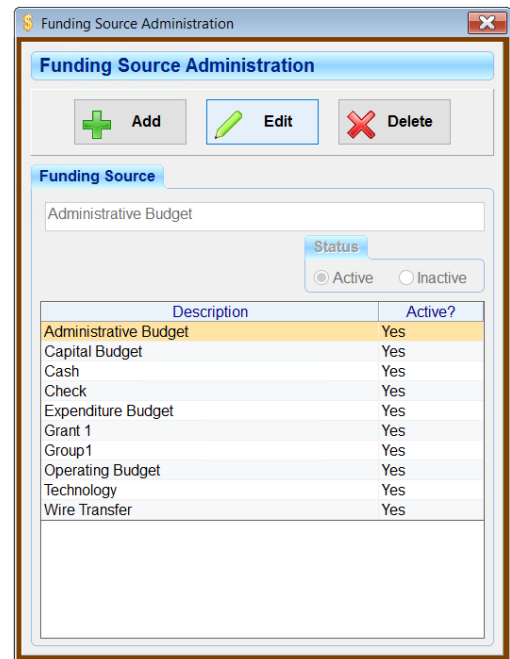 Funding Source Administration
Funding Source Administration
Add Edit Delete
Funding Source
Administrative Budget
Status
Active Inactive
Description Active?
Administrative Budget Yes
Capital Budget Yes
Cash Yes
Check Yes
Expenditure Budget Yes
Grant 1 Yes
Group1 Yes
Operating Budget Yes
Technology Yes
Wire Transfer Yes